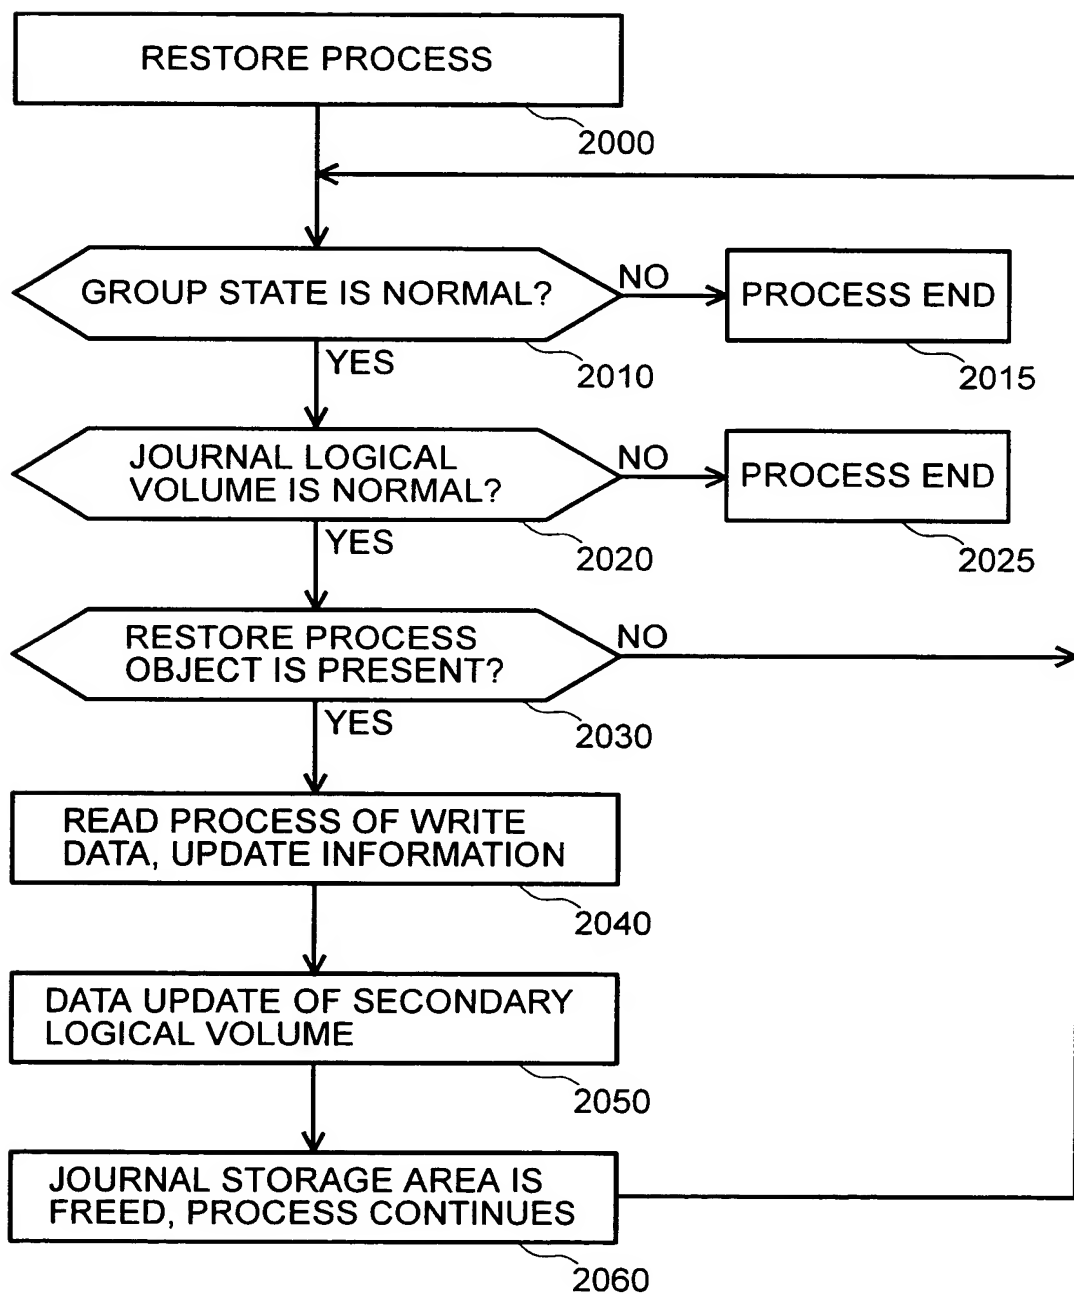 RESTORE PROCESS
2000
GROUP STATE IS NORMAL?
NO
PROCESS END
YES
2010
2015
JOURNAL LOGICAL
VOLUME IS NORMAL?
NO
PROCESS END
YES
2020
2025
RESTORE PROCESS
OBJECT IS PRESENT?
NO
YES
2030
READ PROCESS OF WRITE
DATA, UPDATE INFORMATION
2040
DATA UPDATE OF SECONDARY
LOGICAL VOLUME
2050
JOURNAL STORAGE AREA IS
FREED, PROCESS CONTINUES
2060